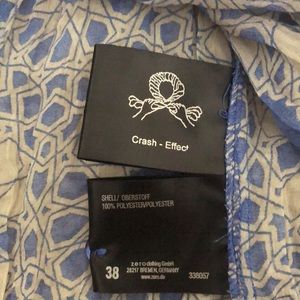 Crash - Effect
SHELL/ OBERSTOFF
100% POLYESTER/POLYESTER
38
zero clothing GmbH
28217 BREMEN, GERMANY
www.zero.de
338057